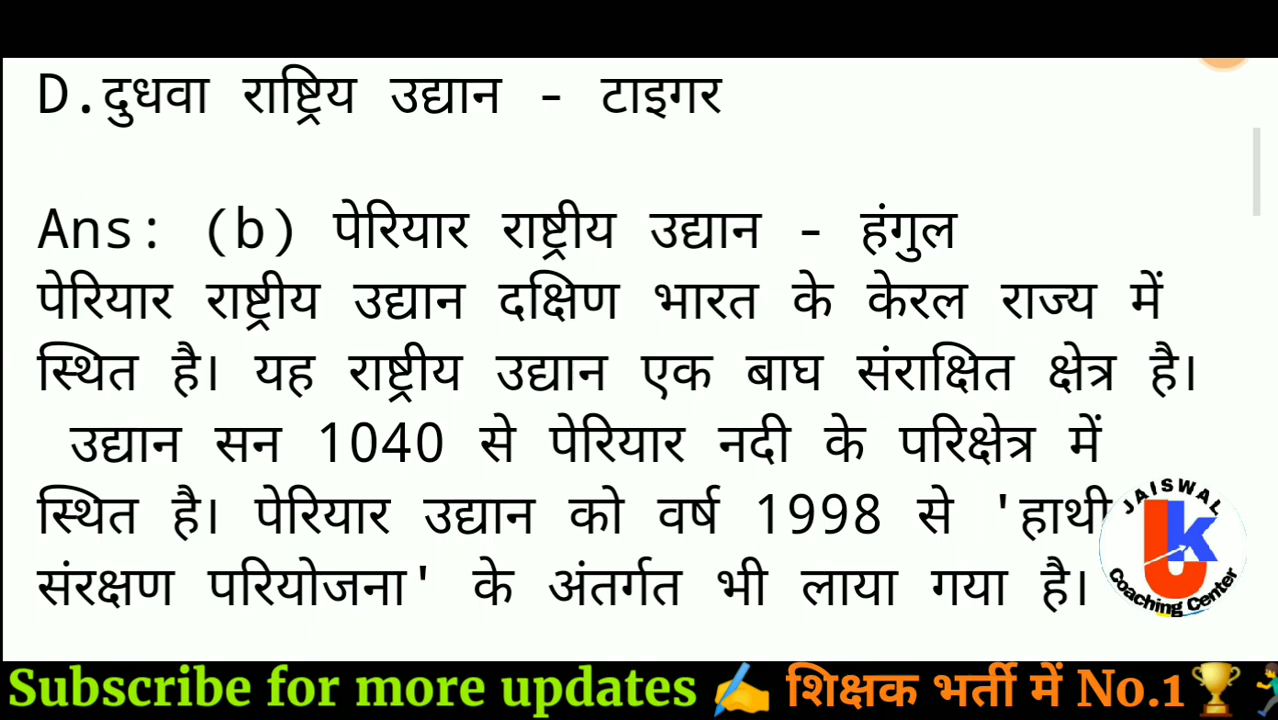 D.दुधवा राष्ट्रिय उद्यान - टाइगर
Ans: (b) पेरियार राष्ट्रीय उद्यान - हंगुल
पेरियार राष्ट्रीय उद्यान दक्षिण भारत के केरल राज्य में
स्थित है। यह राष्ट्रीय उद्यान एक बाघ संराक्षित क्षेत्र है।
उद्यान सन 1040 से पेरियार नदी के परिक्षेत्र में
स्थित है। पेरियार उद्यान को वर्ष 1998 से 'हाथी
संरक्षण परियोजना' के अंतर्गत भी लाया गया है।
JAISWAL
UK
Coaching Center
Subscribe for more updates ✍️ शिक्षक भर्ती में No.1🏆